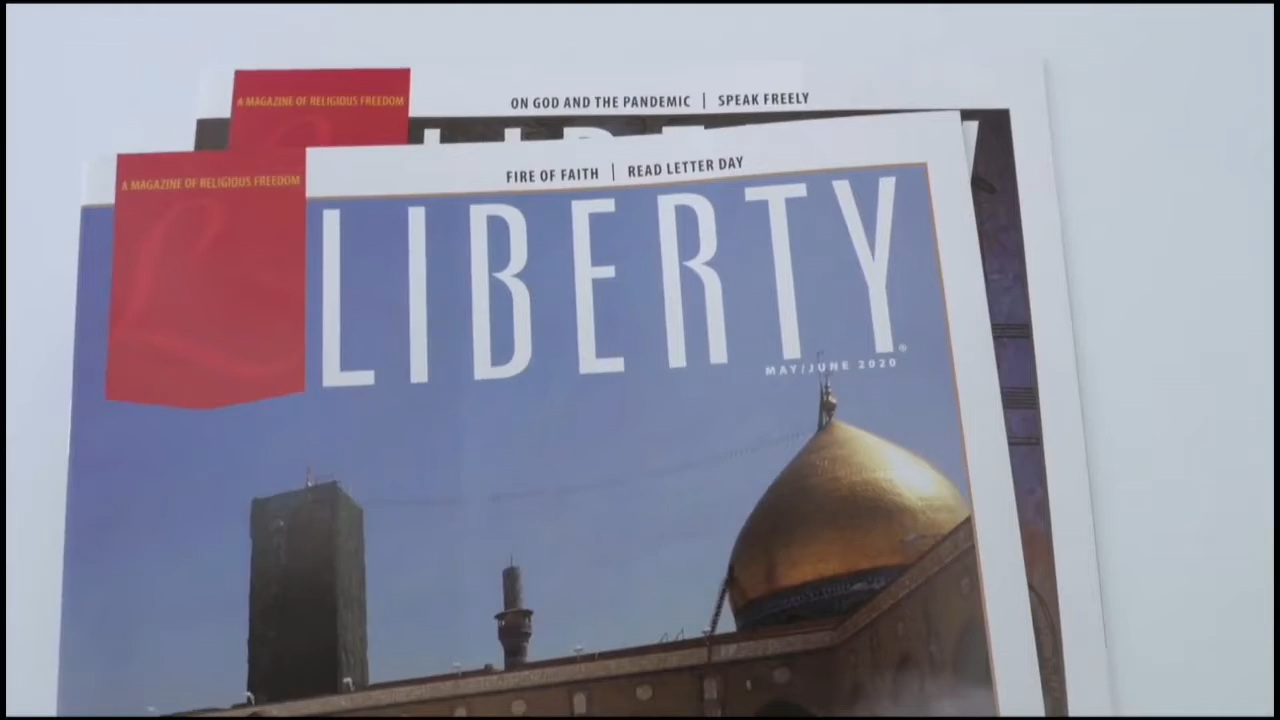 A MAGAZINE OF RELIGIOUS FREEDOM
ON GOD AND THE PANDEMIC | SPEAK FREELY
A MAGAZINE OF RELIGIOUS FREEDOM
FIRE OF FAITH | READ LETTER DAY
LIBERTY®
MAY/JUNE 2020